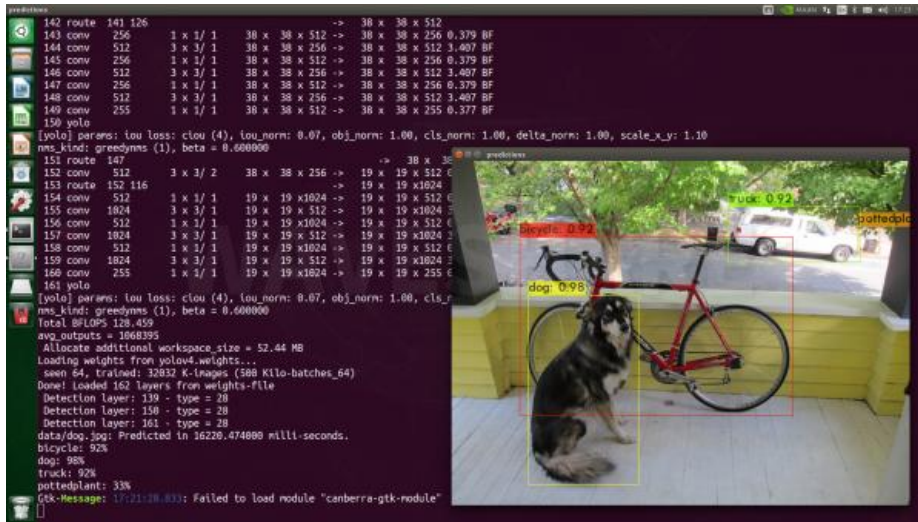 predictions
MAXN
17:23
142 route 141 126 -> 38 x 38 x 512
143 conv 256 1 x 1/ 1 38 x 38 x 512 -> 38 x 38 x 256 0.379 BF
144 conv 512 3 x 3/ 1 38 x 38 x 256 -> 38 x 38 x 512 3.407 BF
145 conv 256 1 x 1/ 1 38 x 38 x 512 -> 38 x 38 x 256 0.379 BF
146 conv 512 3 x 3/ 1 38 x 38 x 256 -> 38 x 38 x 512 3.407 BF
147 conv 256 1 x 1/ 1 38 x 38 x 512 -> 38 x 38 x 256 0.379 BF
148 conv 512 3 x 3/ 1 38 x 38 x 256 -> 38 x 38 x 512 3.407 BF
149 conv 255 1 x 1/ 1 38 x 38 x 512 -> 38 x 38 x 255 0.377 BF
150 yolo
[yolo] params: iou loss: ciou (4), iou_norm: 0.07, obj_norm: 1.00, cls_norm: 1.00, delta_norm: 1.00, scale_x_y: 1.10
nms_kind: greedynms (1), beta = 0.600000
151 route 147 -> 38 x 38
152 conv 512 3 x 3/ 2 38 x 38 x 256 -> 19 x 19 x 512
153 route 152 116 -> 19 x 19 x1024
154 conv 512 1 x 1/ 1 19 x 19 x1024 -> 19 x 19 x 512
155 conv 1024 3 x 3/ 1 19 x 19 x 512 -> 19 x 19 x1024
156 conv 512 1 x 1/ 1 19 x 19 x1024 -> 19 x 19 x 512
157 conv 1024 3 x 3/ 1 19 x 19 x 512 -> 19 x 19 x1024
158 conv 512 1 x 1/ 1 19 x 19 x1024 -> 19 x 19 x 512
159 conv 1024 3 x 3/ 1 19 x 19 x 512 -> 19 x 19 x1024
160 conv 255 1 x 1/ 1 19 x 19 x1024 -> 19 x 19 x 255
161 yolo
[yolo] params: iou loss: ciou (4), iou_norm: 0.07, obj_norm: 1.00, cls_
nms_kind: greedynms (1), beta = 0.600000
Total BFLOPS 128.459
avg_outputs = 1068395
Allocate additional workspace_size = 52.44 MB
Loading weights from yolov4.weights...
seen 64, trained: 32032 K-images (500 Kilo-batches_64)
Done! Loaded 162 layers from weights-file
Detection layer: 139 - type = 28
Detection layer: 150 - type = 28
Detection layer: 161 - type = 28
data/dog.jpg: Predicted in 16220.474000 milli-seconds.
bicycle: 92%
dog: 98%
truck: 92%
pottedplant: 33%
Gtk-Message: 17:21:20.833: Failed to load module "canberra-gtk-module"
predictions
truck: 0.92
pottedpla
bicycle: 0.92
dog: 0.98